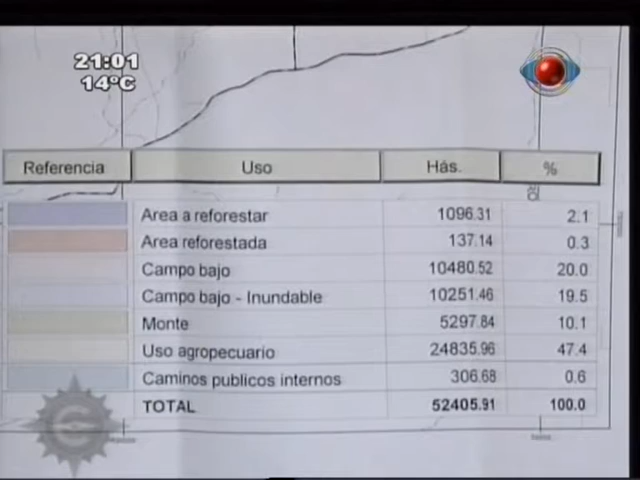 21:01
14ºC
Referencia Uso Hás. %
Area a reforestar 1096.31 2.1
Area reforestada 137.14 0.3
Campo bajo 10480.52 20.0
Campo bajo - Inundable 10251.46 19.5
Monte 5297.84 10.1
Uso agropecuario 24835.96 47.4
Caminos publicos internos 306.68 0.6
TOTAL 52405.91 100.0